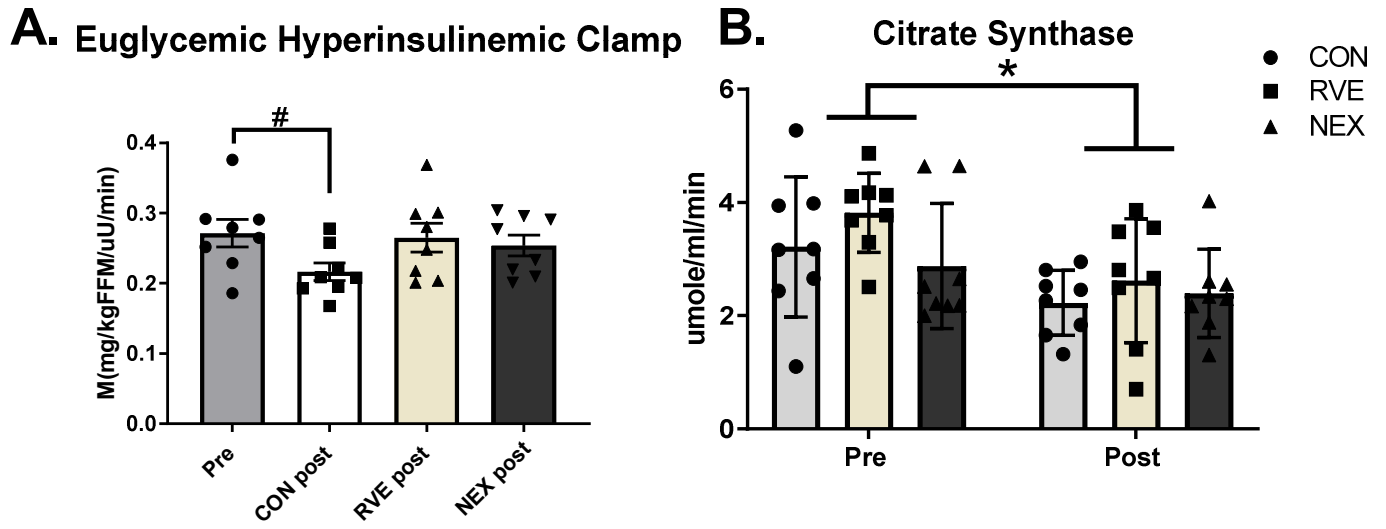 A. Euglycemic Hyperinsulinemic Clamp
#
M(mg/kgFFM/uU/min)
0.4
0.3
0.2
0.1
0.0
Pre
CON post
RVE post
NEX post
B. Citrate Synthase
*
CON
RVE
NEX
umole/ml/min
6
4
2
0
Pre
Post